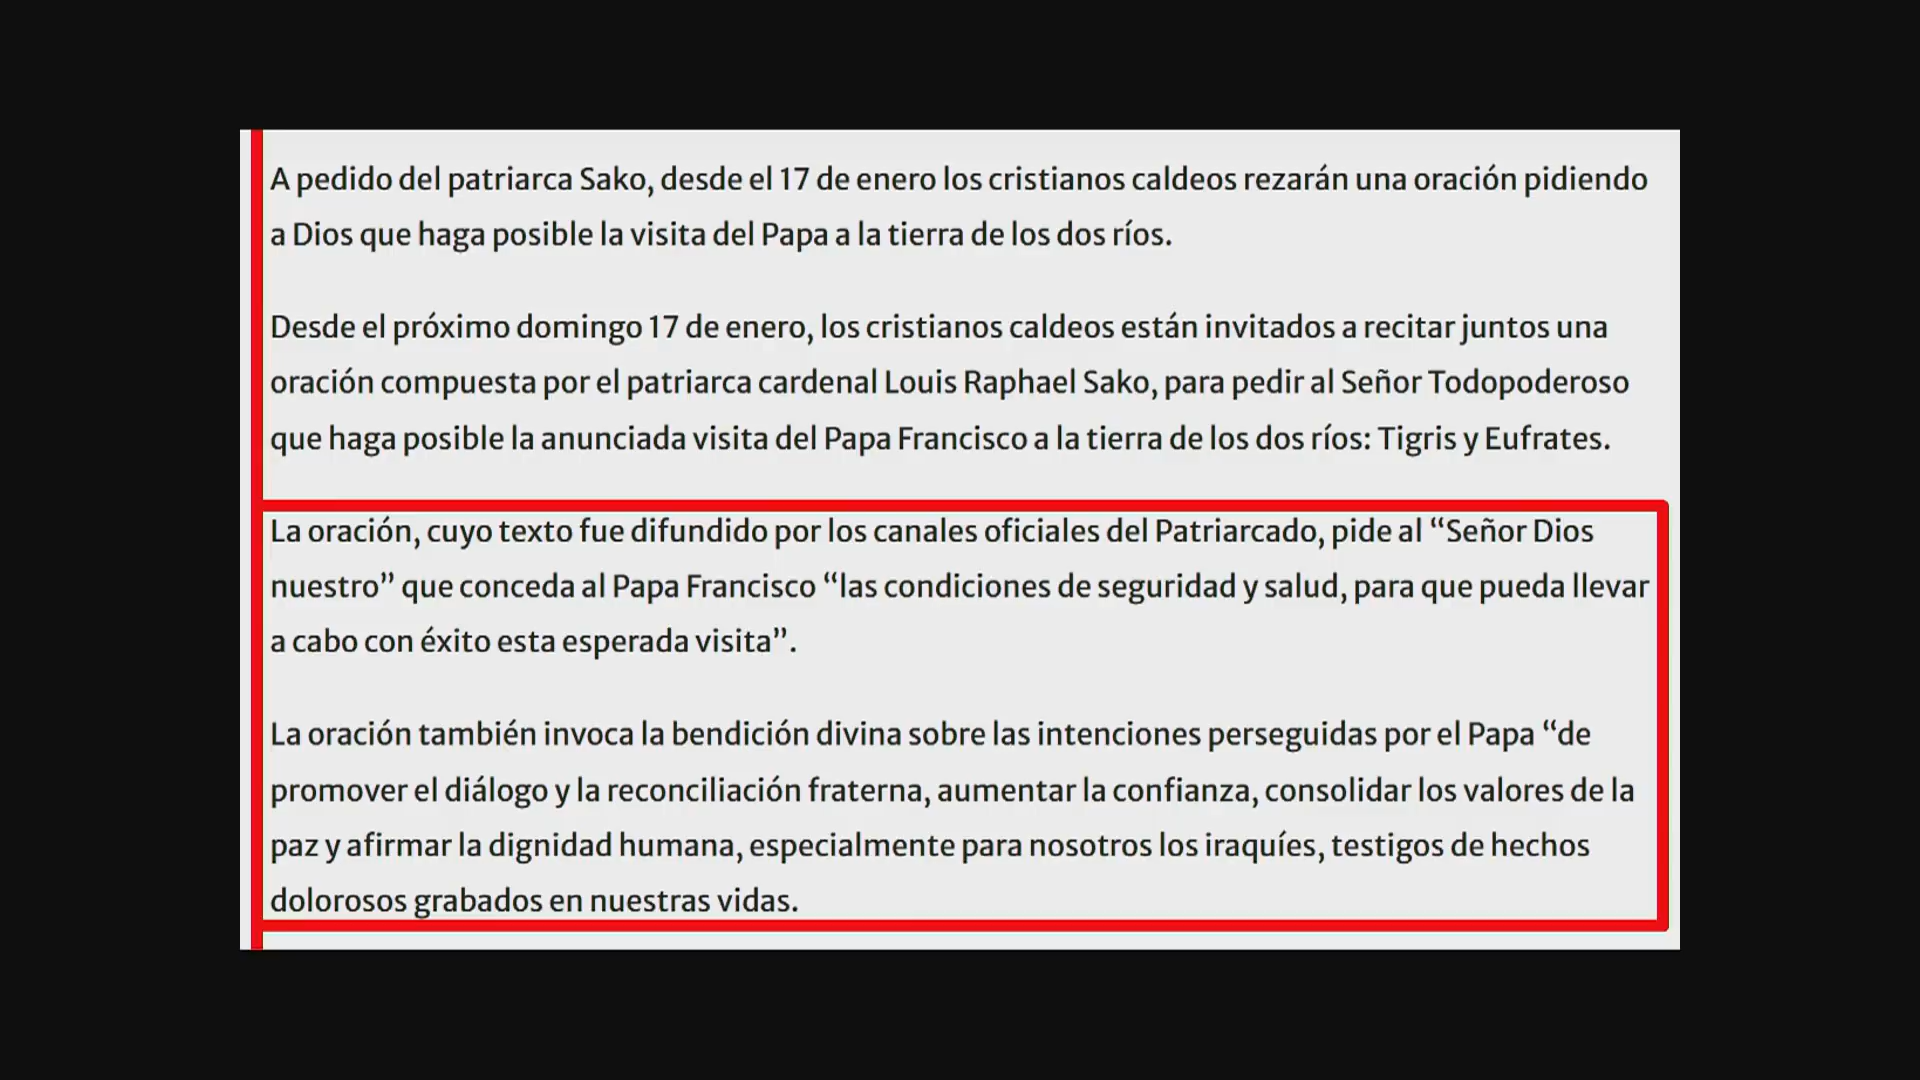 A pedido del patriarca Sako, desde el 17 de enero los cristianos caldeos rezarán una oración pidiendo
a Dios que haga posible la visita del Papa a la tierra de los dos ríos.
Desde el próximo domingo 17 de enero, los cristianos caldeos están invitados a recitar juntos una
oración compuesta por el patriarca cardenal Louis Raphael Sako, para pedir al Señor Todopoderoso
que haga posible la anunciada visita del Papa Francisco a la tierra de los dos ríos: Tigris y Eufrates.
La oración, cuyo texto fue difundido por los canales oficiales del Patriarcado, pide al “Señor Dios
nuestro” que conceda al Papa Francisco “las condiciones de seguridad y salud, para que pueda llevar
a cabo con éxito esta esperada visita”.
La oración también invoca la bendición divina sobre las intenciones perseguidas por el Papa “de
promover el diálogo y la reconciliación fraterna, aumentar la confianza, consolidar los valores de la
paz y afirmar la dignidad humana, especialmente para nosotros los iraquíes, testigos de hechos
dolorosos grabados en nuestras vidas.